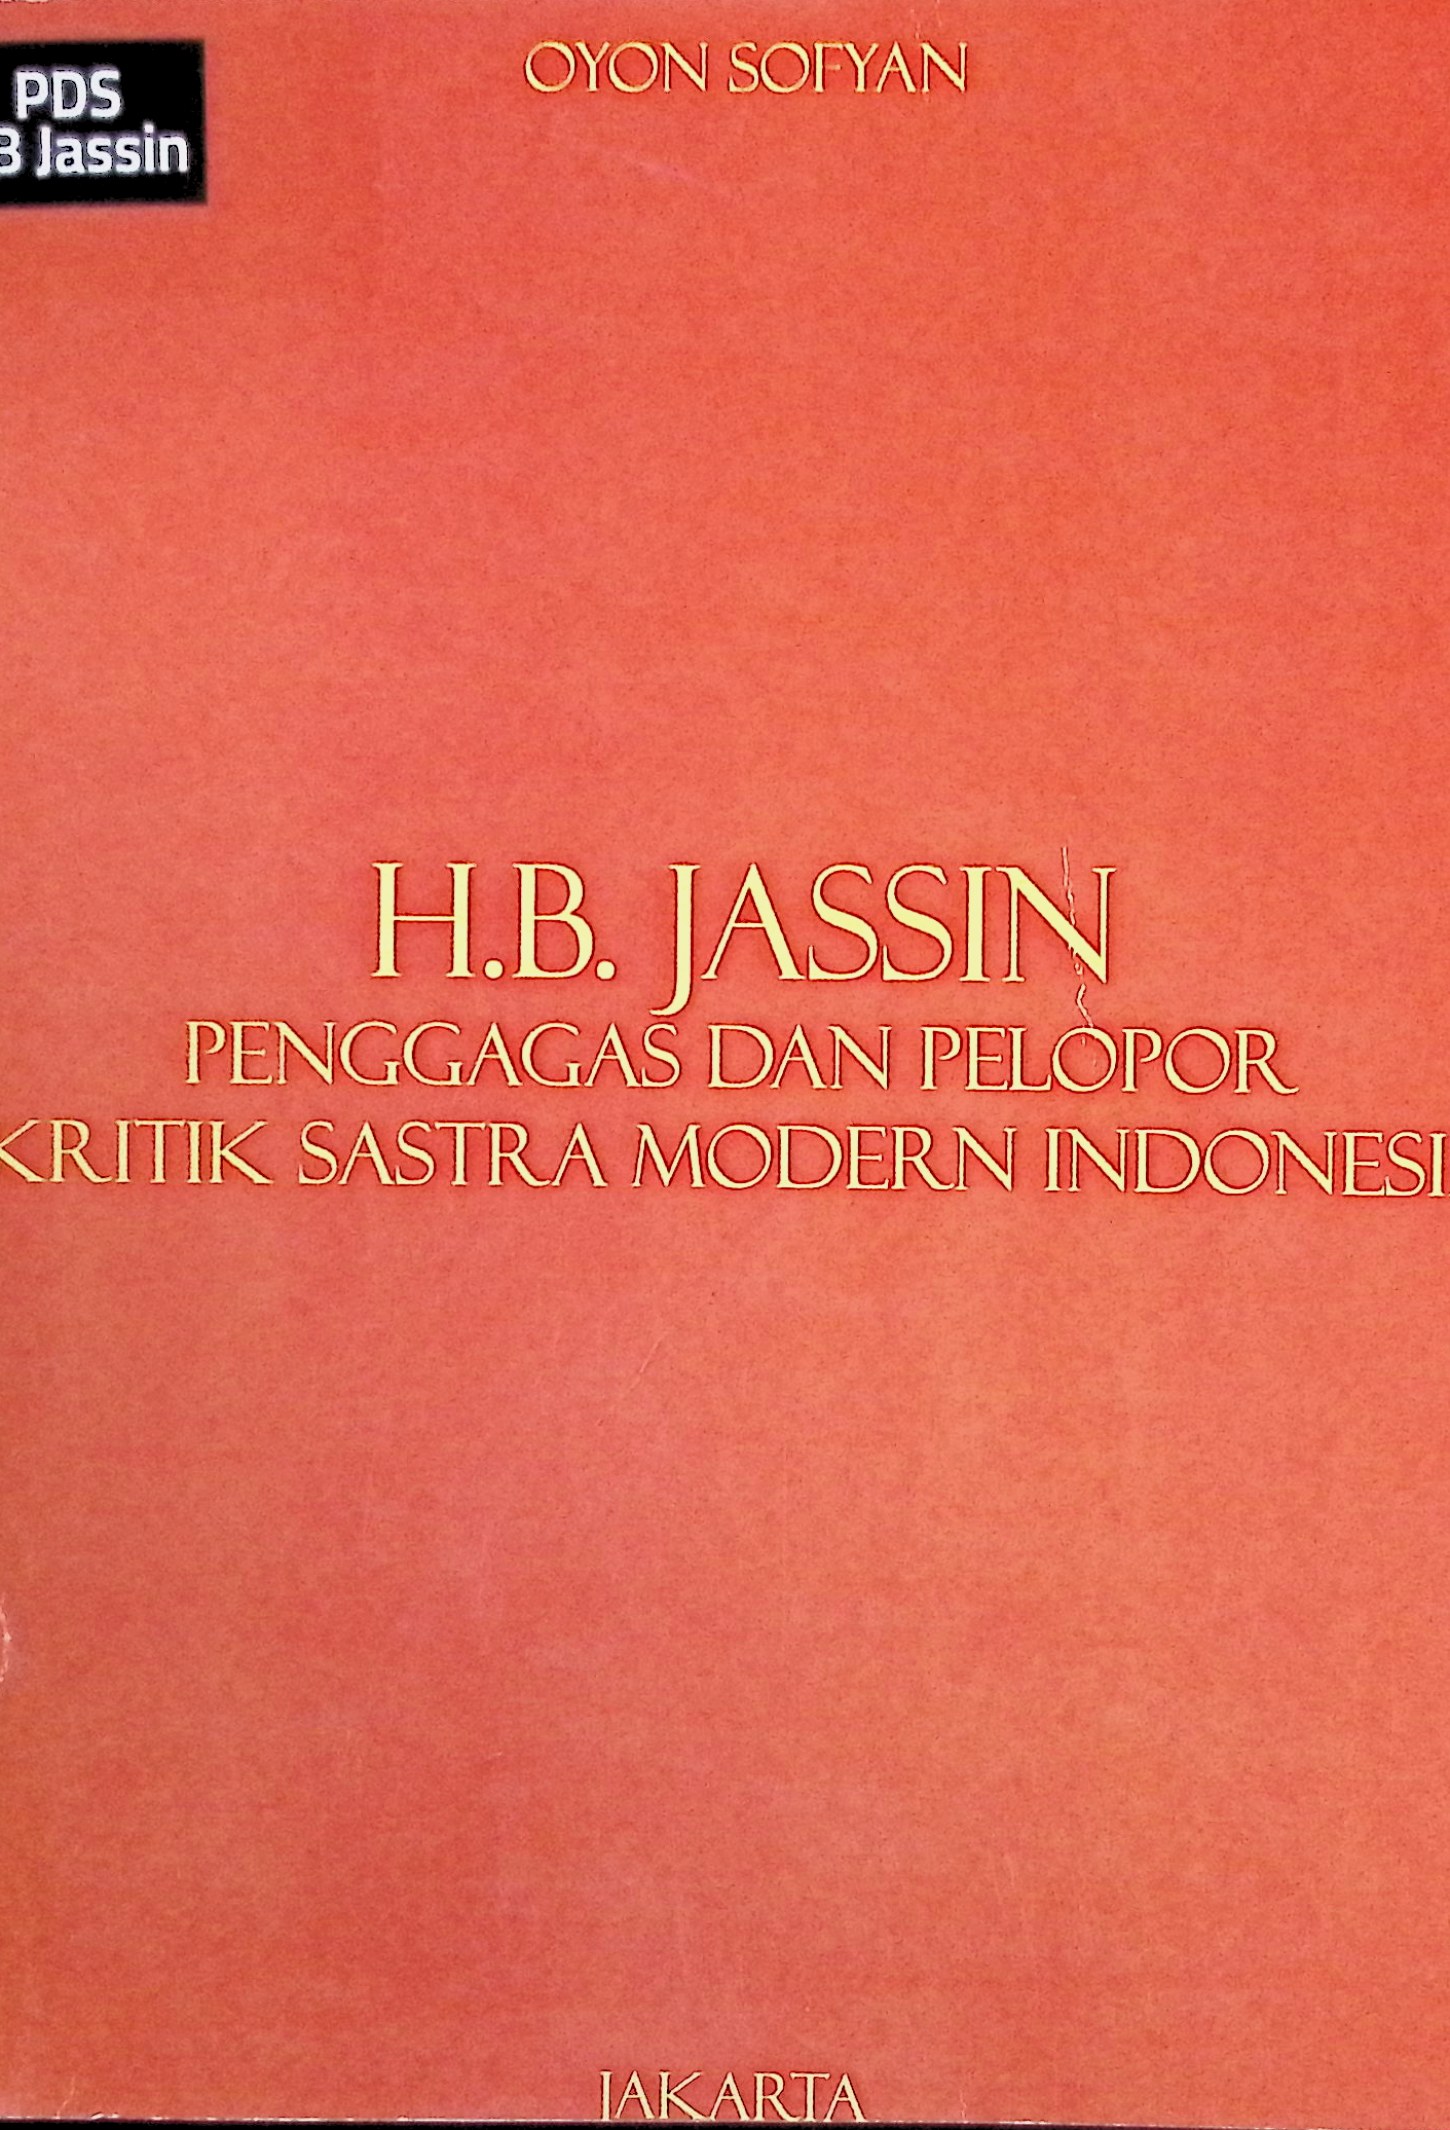 OYON SOFYAN
PDS
B Jassin
H.B. JASSIN
PENGGAGAS DAN PELOPOR
KRITIK SASTRA MODERN INDONESI
JAKARTA